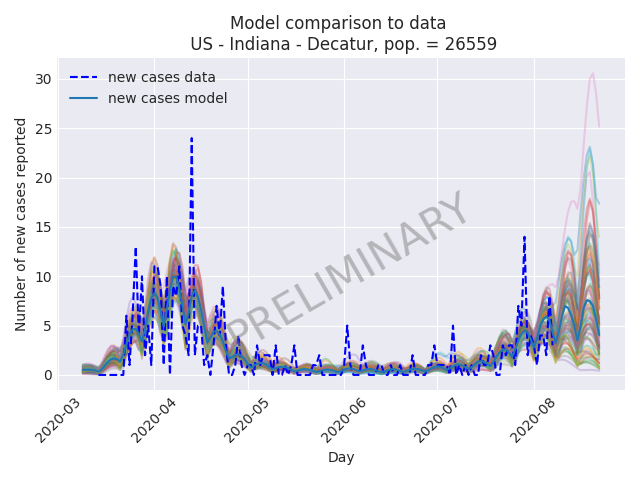 Model comparison to data
US - Indiana - Decatur, pop. = 26559
new cases data
new cases model
PRELIMINARY
Number of new cases reported
30
25
20
15
10
5
0
2020-03
2020-04
2020-05
2020-06
2020-07
2020-08
Day